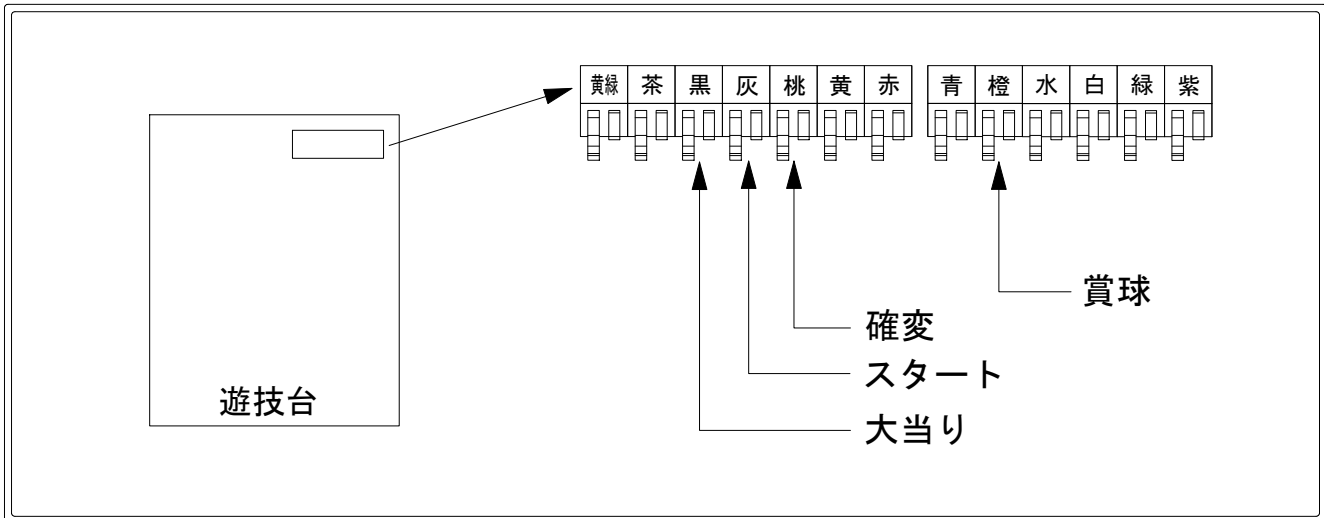 黄緑 茶 黒 灰 桃 黄 赤 青 橙 水 白 緑 紫
賞球
確変
スタート
遊技台
大当り